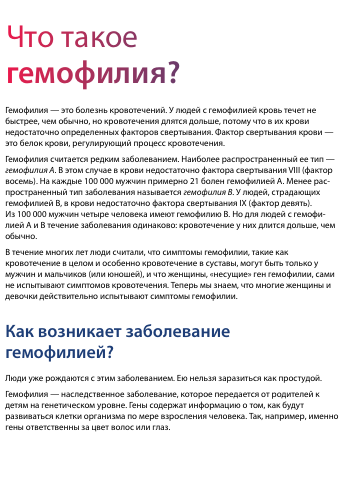 Что такое
гемофилия?
Гемофилия — это болезнь кровотечений. У людей с гемофилией кровь течет не
быстрее, чем обычно, но кровотечения длятся дольше, потому что в их крови
недостаточно определенных факторов свертывания. Фактор свертывания крови —
это белок крови, регулирующий процесс кровотечения.
Гемофилия считается редким заболеванием. Наиболее распространенный ее тип —
гемофилия А. В этом случае в крови недостаточно фактора свертывания VIII (фактор
восемь). На каждые 100 000 мужчин примерно 21 болен гемофилией А. Менее рас-
пространенный тип заболевания называется гемофилия В. У людей, страдающих
гемофилией В, в крови недостаточно фактора свертывания IX (фактор девять).
Из 100 000 мужчин четыре человека имеют гемофилию В. Но для людей с гемофи-
лией А и В течение заболевания одинаково: кровотечение у них длится дольше, чем
обычно.
В течение многих лет люди считали, что симптомы гемофилии, такие как
кровотечение в целом и особенно кровотечение в суставы, могут быть только у
мужчин и мальчиков (или юношей), и что женщины, «несущие» ген гемофилии, сами
не испытывают симптомов кровотечения. Теперь мы знаем, что многие женщины и
девочки действительно испытывают симптомы гемофилии.
Как возникает заболевание
гемофилией?
Люди уже рождаются с этим заболеванием. Ею нельзя заразиться как простудой.
Гемофилия — наследственное заболевание, которое передается от родителей к
детям на генетическом уровне. Гены содержат информацию о том, как будут
развиваться клетки организма по мере взросления человека. Так, например, именно
гены ответственны за цвет волос или глаз.